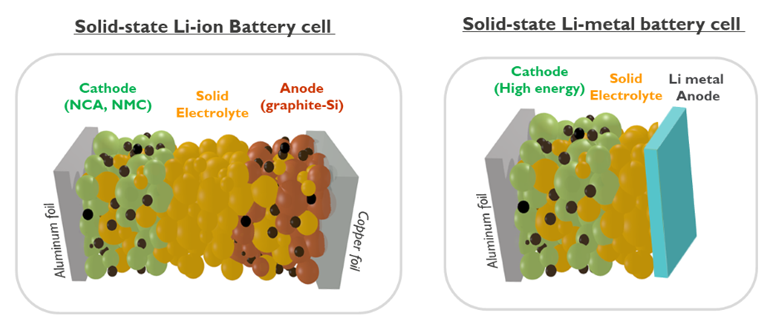 Solid-state Li-ion Battery cell
Cathode
(NCA, NMC)
Solid
Electrolyte
Anode
(graphite-Si)
Aluminum foil
Copper foil
Solid-state Li-metal battery cell
Cathode
(High energy)
Solid
Electrolyte
Li metal
Anode
Aluminum foil